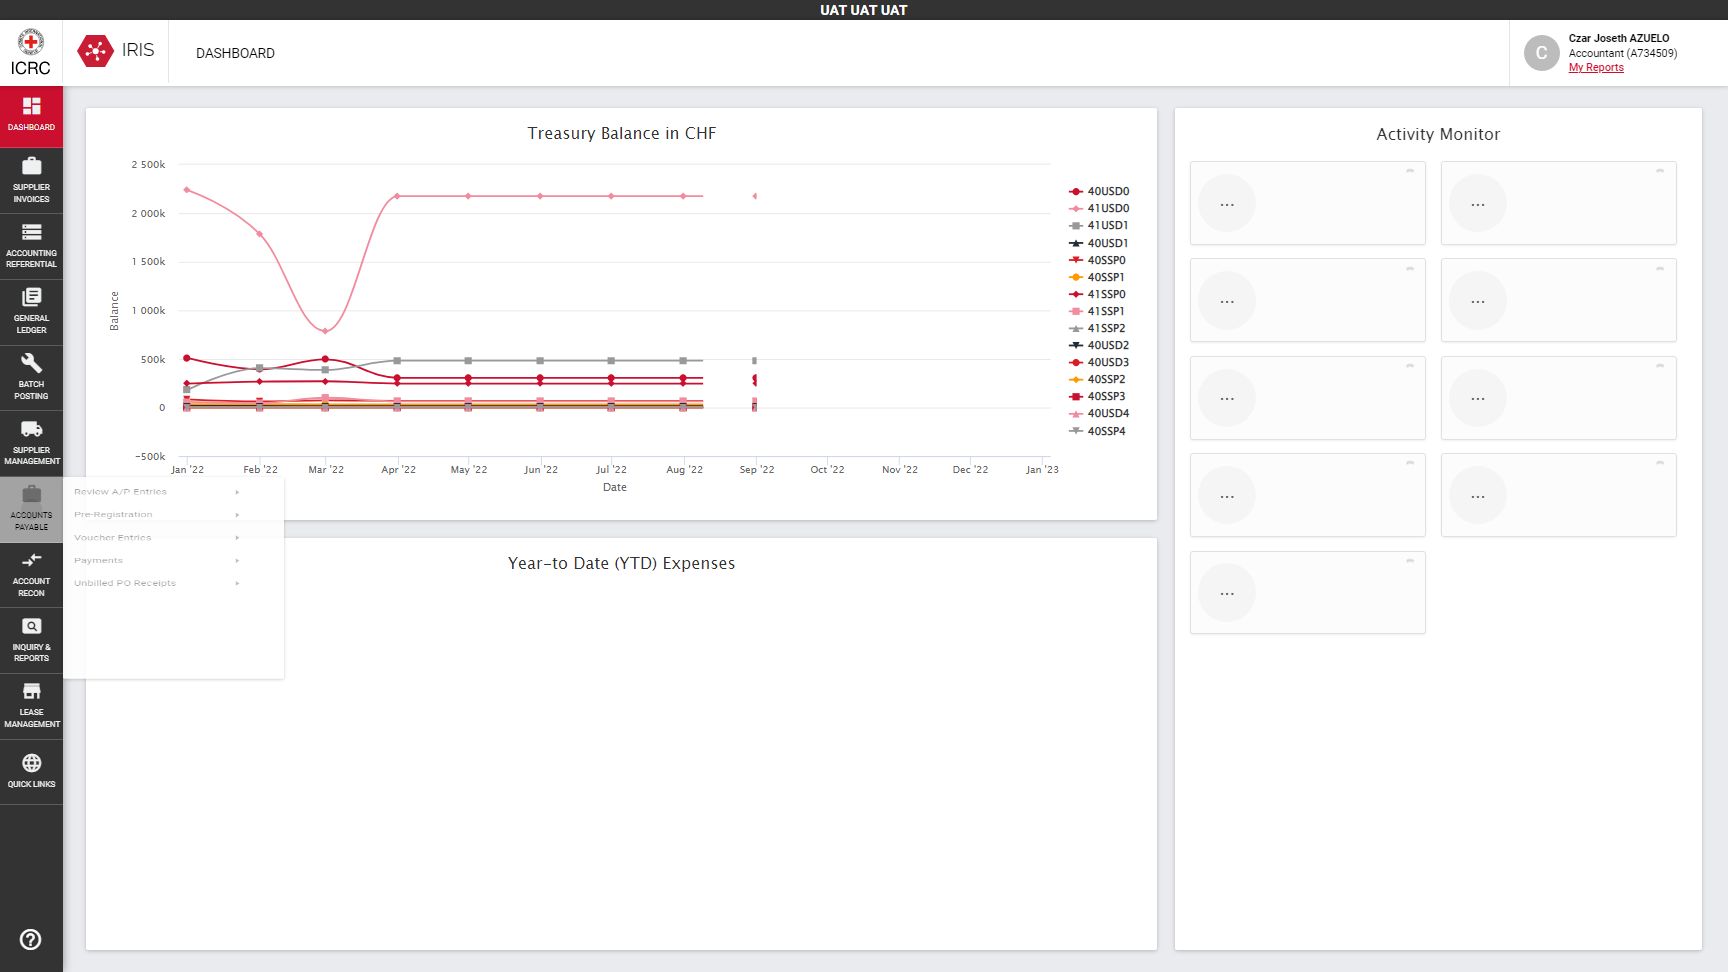 UAT UAT UAT
ICRC
IRIS
DASHBOARD
C
Czar Joseth AZUELO
Accountant (A734509)
My Reports
DASHBOARD
SUPPLIER
INVOICES
ACCOUNTING
REFERENTIAL
GENERAL
LEDGER
BATCH
POSTING
SUPPLIER
MANAGEMENT
ACCOUNTS
PAYABLE
ACCOUNT
RECON
INQUIRY &
REPORTS
LEASE
MANAGEMENT
QUICK LINKS
Review A/P Entries
Pre-Registration
Voucher Entries
Payments
Unbilled PO Receipts
Treasury Balance in CHF
Balance
2 500k
2 000k
1 500k
1 000k
500k
0
−500k
Jan '22
Feb '22
Mar '22
Apr '22
May '22
Jun '22
Jul '22
Aug '22
Sep '22
Oct '22
Nov '22
Dec '22
Jan '23
Date
40USD0
41USD0
41USD1
40USD1
40SSP0
40SSP1
41SSP0
41SSP1
41SSP2
40USD2
40USD3
40SSP2
40SSP3
40USD4
40SSP4
Year-to Date (YTD) Expenses
Activity Monitor
...
...
...
...
...
...
...
...
...